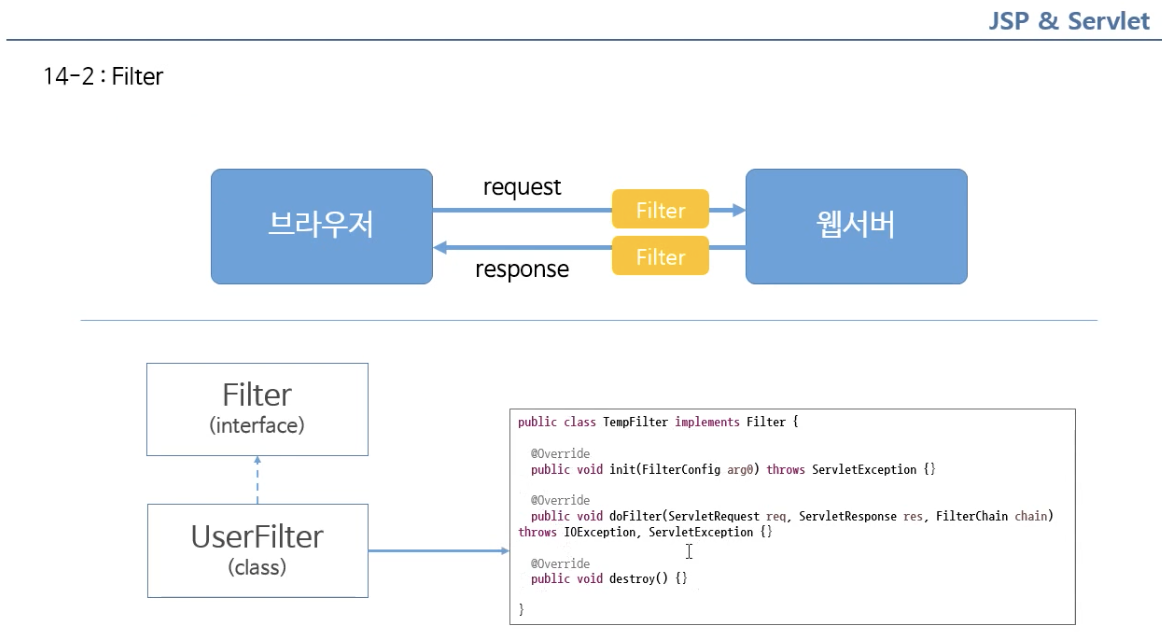 JSP & Servlet
14-2 : Filter
브라우저
request
Filter
웹서버
Filter
response
Filter
(interface)
UserFilter
(class)
public class TempFilter implements Filter {
@Override
public void init(FilterConfig arg0) throws ServletException {}
@Override
public void doFilter(ServletRequest req, ServletResponse res, FilterChain chain)
throws IOException, ServletException {}
@Override
public void destroy() {}
}